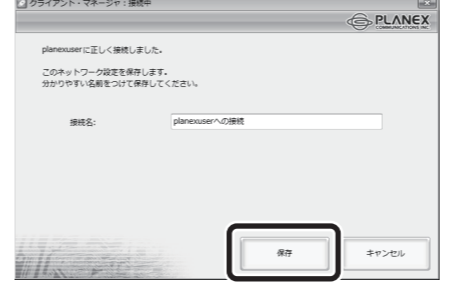 クライアント・マネージャ：接続中
PLANEX
COMMUNICATIONS INC.
planexuserに正しく接続しました。
このネットワーク設定を保存します。
分かりやすい名前をつけて保存してください。
接続名:
planexuserへの接続
保存
キャンセル